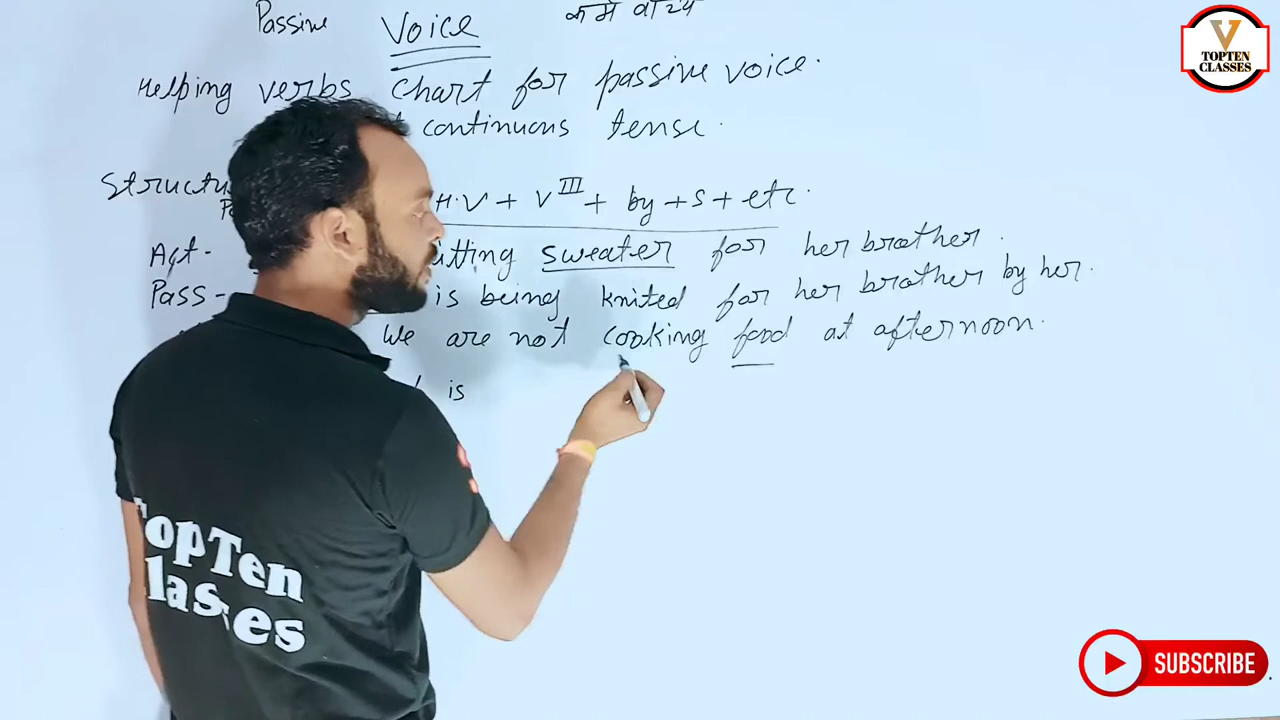 Passive Voice कर्म वाच्य
Helping verbs chart for passive voice.
continuous tense.
H.V + V III + by + S + etc.
Act- sweater for her brother.
Pass- is being knited for her brother by her.
We are not cooking food at afternoon.
is
TopTen
Classes
V
TOPTEN
CLASSES
SUBSCRIBE